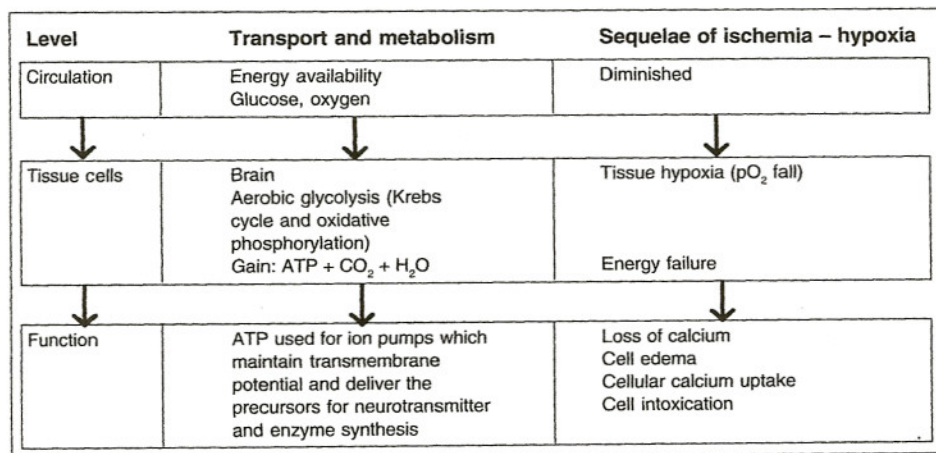 Level Transport and metabolism Sequelae of ischemia – hypoxia
Circulation Energy availability Diminished
Glucose, oxygen
Tissue cells Brain Tissue hypoxia (pO₂ fall)
Aerobic glycolysis (Krebs
cycle and oxidative
phosphorylation)
Gain: ATP + CO₂ + H₂O Energy failure
Function ATP used for ion pumps which Loss of calcium
maintain transmembrane Cell edema
potential and deliver the Cellular calcium uptake
precursors for neurotransmitter Cell intoxication
and enzyme synthesis